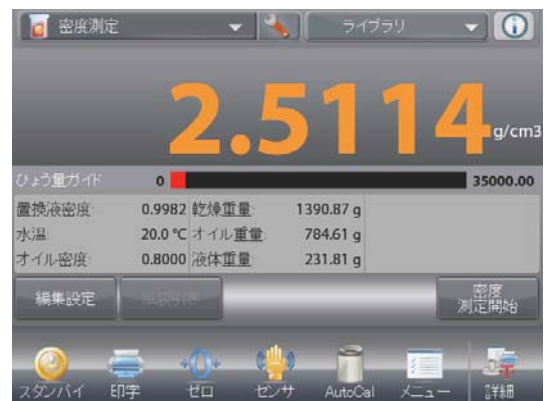 密度測定 ライブラリ
2.5114 g/cm3
ひょう量ガイド 0 35000.00
置換液密度: 0.9982 乾燥重量: 1390.87 g
水温: 20.0 °C オイル重量: 784.61 g
オイル密度: 0.8000 液体重量: 231.81 g
編集設定 風袋引き 密度
測定開始
スタンバイ 印字 ゼロ センサ AutoCal メニュー 詳細